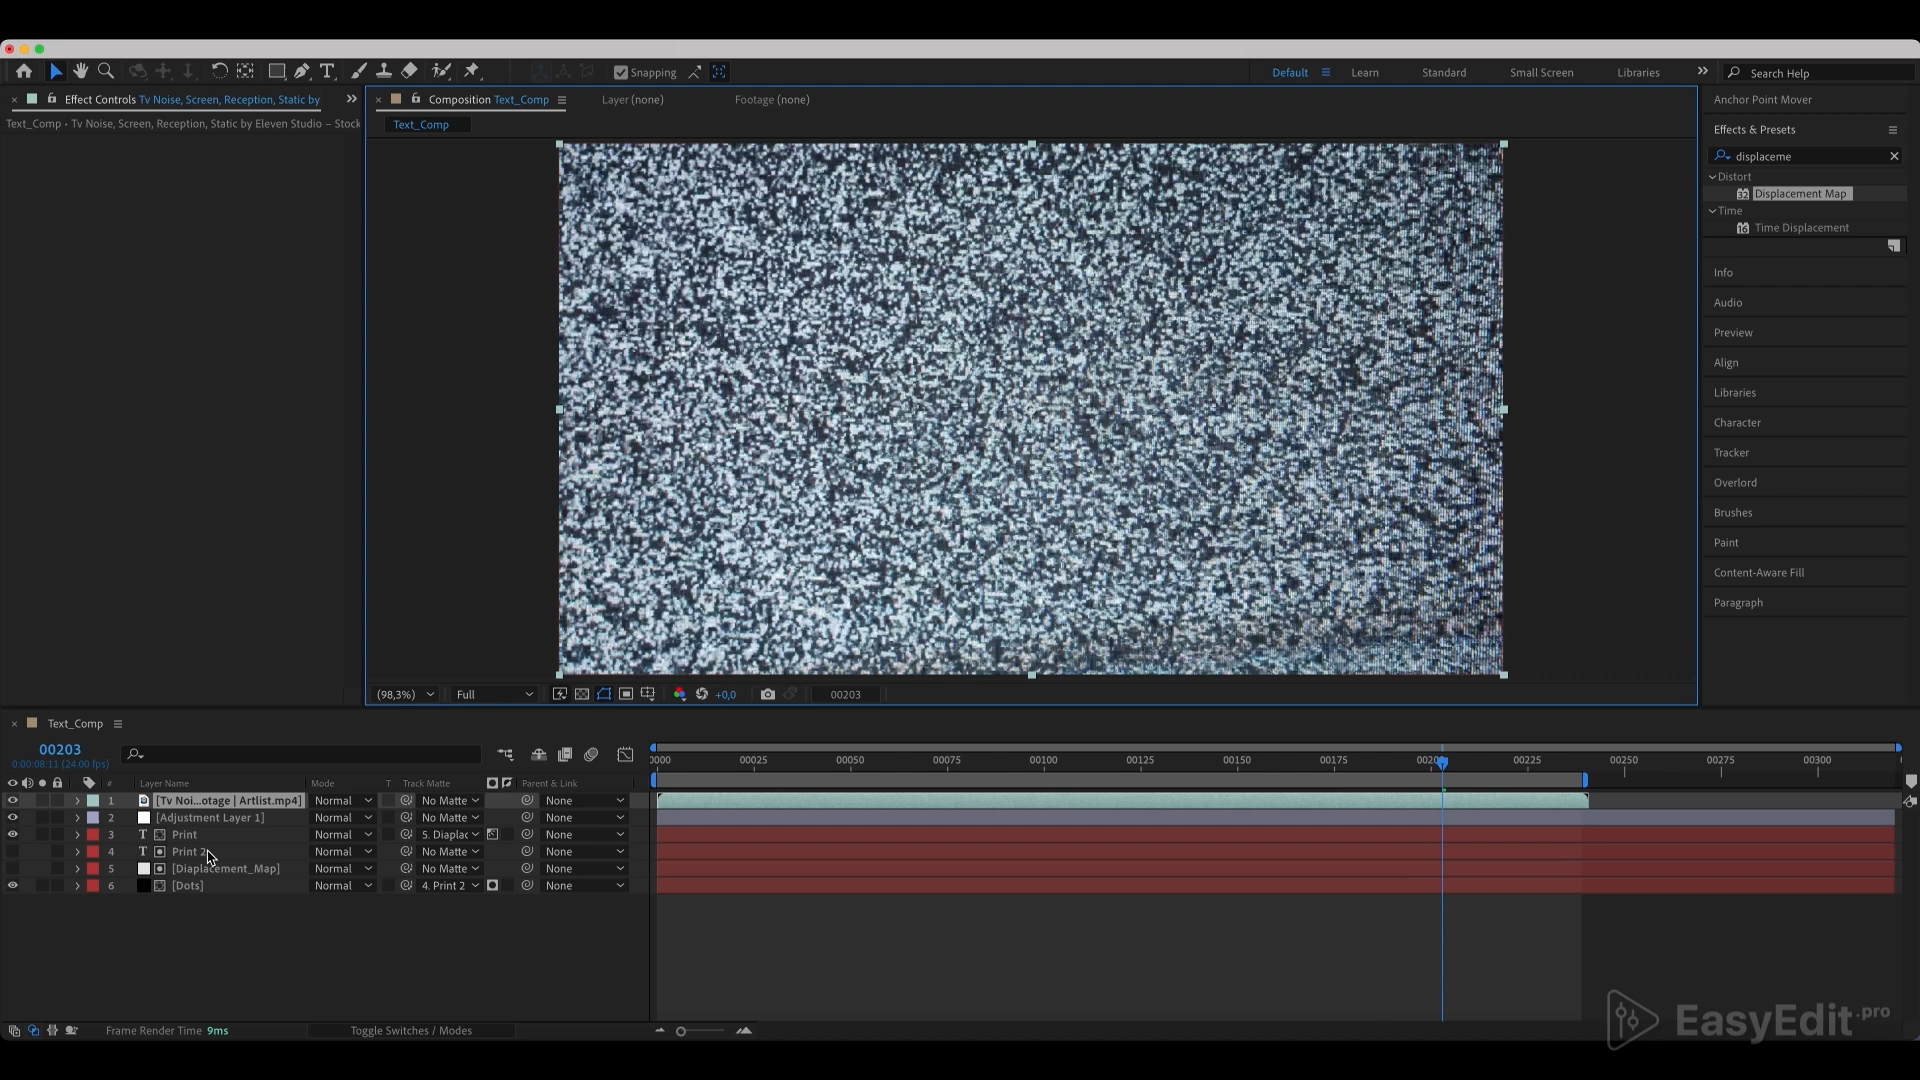 Snapping
Default
Learn
Standard
Small Screen
Libraries
Search Help
Effect Controls Tv Noise, Screen, Reception, Static by
Composition Text_Comp
Layer (none)
Footage (none)
Anchor Point Mover
Text_Comp • Tv Noise, Screen, Reception, Static by Eleven Studio – Stock
Text_Comp
Effects & Presets
displaceme
Distort
32 Displacement Map
Time
16 Time Displacement
Info
Audio
Preview
Align
Libraries
Character
Tracker
Overlord
Brushes
Paint
Content-Aware Fill
Paragraph
(98,3%)
Full
+0,0
00203
Text_Comp
00203
0:00:08:11 (24.00 fps)
0000 00025 00050 00075 00100 00125 00150 00175 0020 00225 00250 00275 00300
# Layer Name Mode T Track Matte Parent & Link
1 [Tv Noi...otage | Artlist.mp4] Normal No Matte None
2 [Adjustment Layer 1] Normal No Matte None
3 T Print Normal 5. Diaplac None
4 T Print 2 Normal No Matte None
5 [Diaplacement_Map] Normal No Matte None
6 [Dots] Normal 4. Print 2 None
Frame Render Time 9ms
Toggle Switches / Modes
EasyEdit.pro